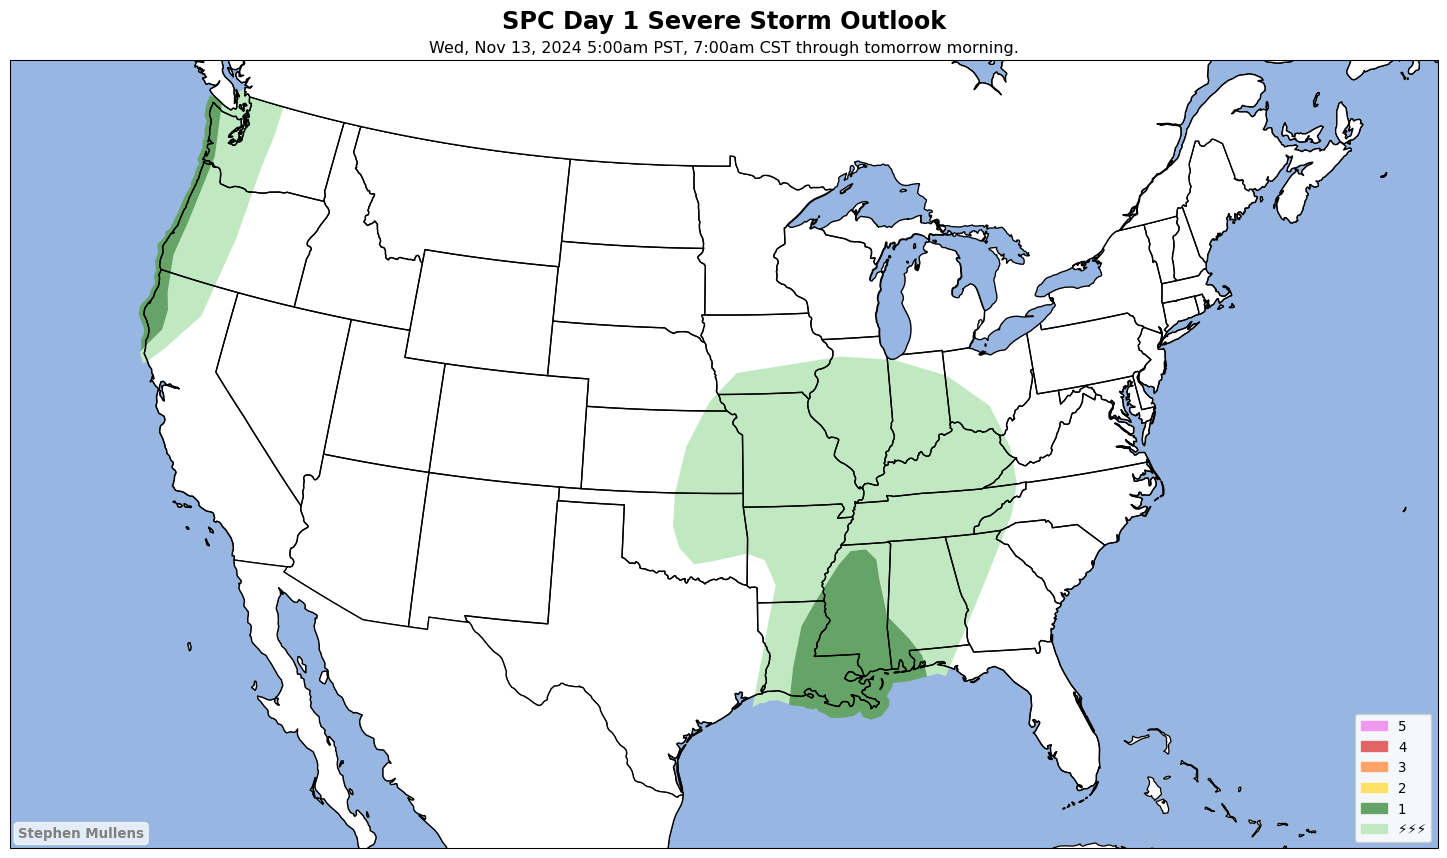 SPC Day 1 Severe Storm Outlook
Wed, Nov 13, 2024 5:00am PST, 7:00am CST through tomorrow morning.
5
4
3
2
1
⚡⚡⚡
Stephen Mullens